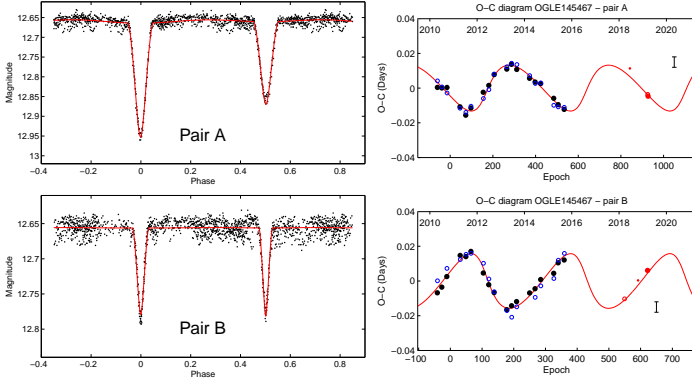 12.65
12.7
12.75
12.8
12.85
12.9
12.95
13
Magnitude
Pair A
−0.4 −0.2 0 0.2 0.4 0.6 0.8
Phase
O−C diagram OGLE145467 − pair A
2010 2012 2014 2016 2018 2020
0.04
0.02
0
−0.02
−0.04
O−C (Days)
0 200 400 600 800 1000
Epoch
12.65
12.7
12.75
12.8
Magnitude
Pair B
−0.4 −0.2 0 0.2 0.4 0.6 0.8
Phase
O−C diagram OGLE145467 − pair B
2010 2012 2014 2016 2018 2020
0.04
0.02
0
−0.02
−0.04
O−C (Days)
−100 0 100 200 300 400 500 600 700
Epoch